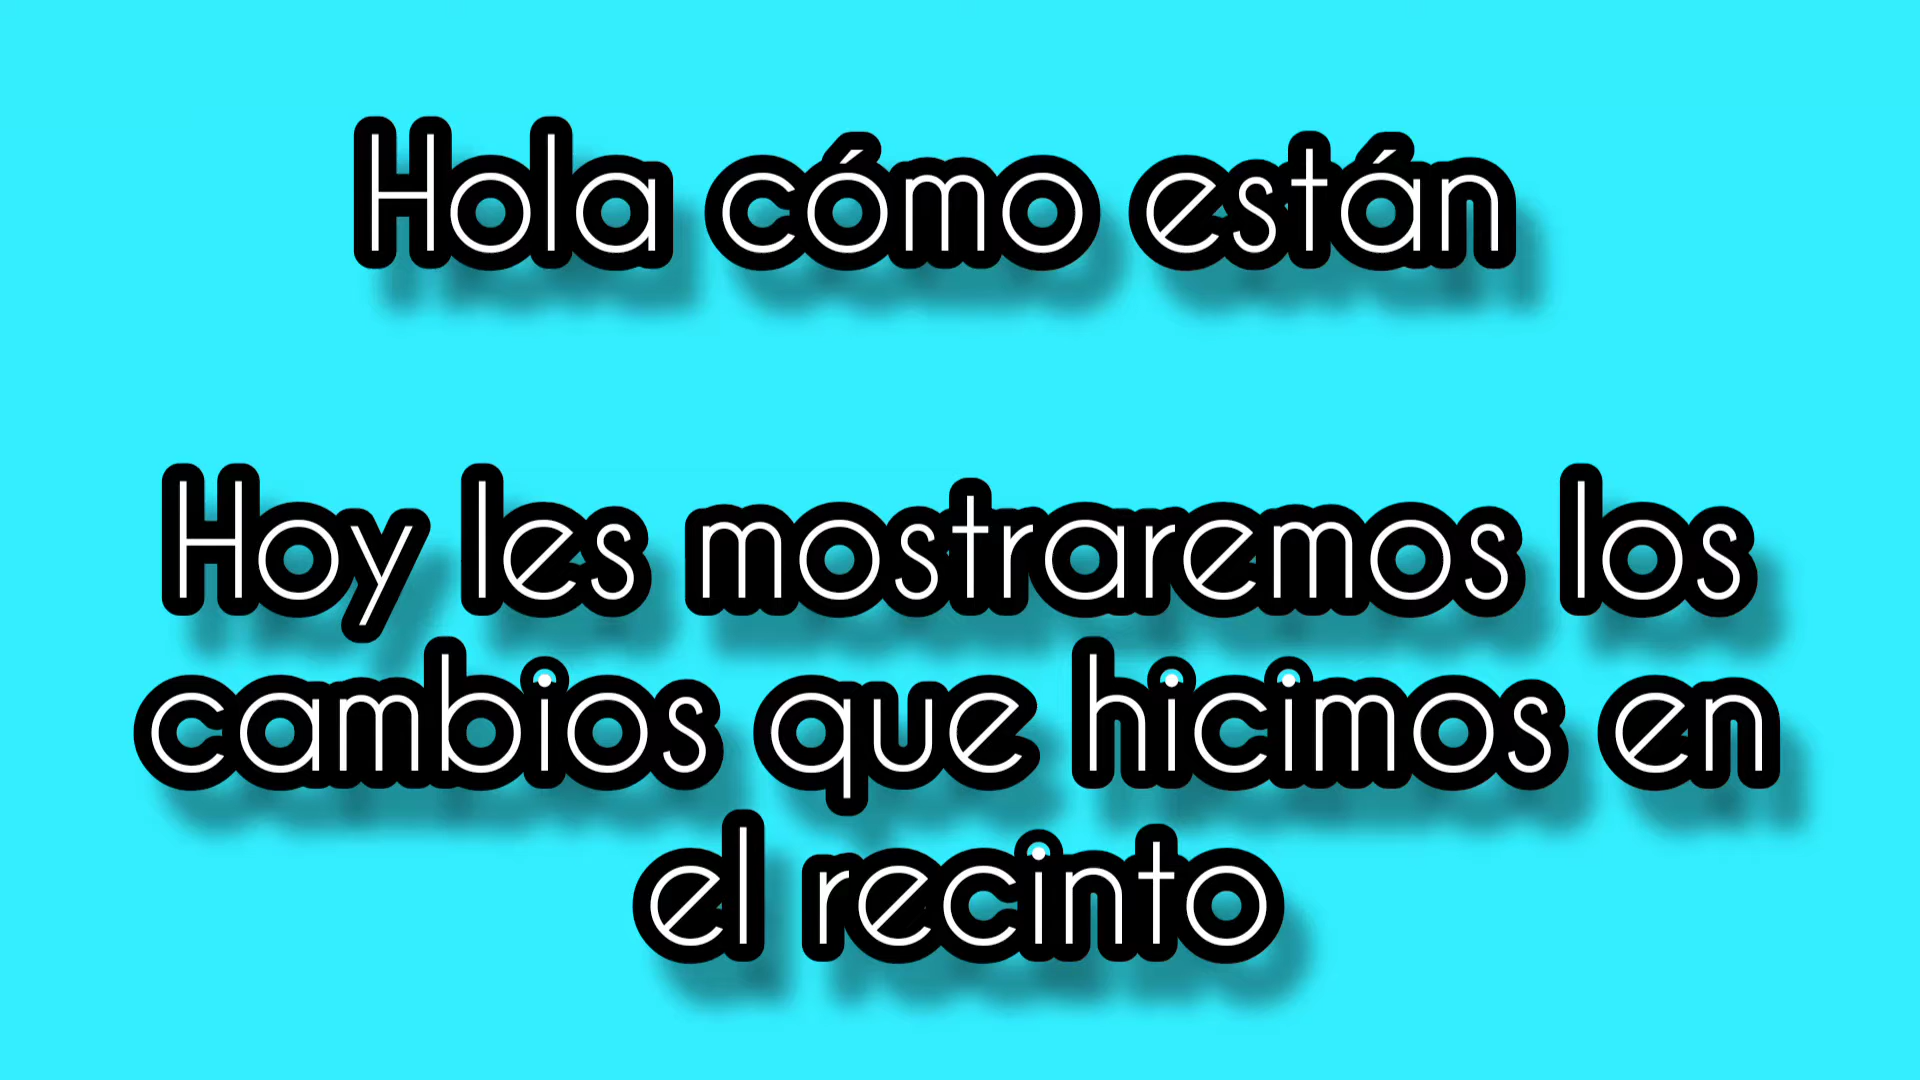 Hola cómo están
Hoy les mostraremos los
cambios que hicimos en
el recinto